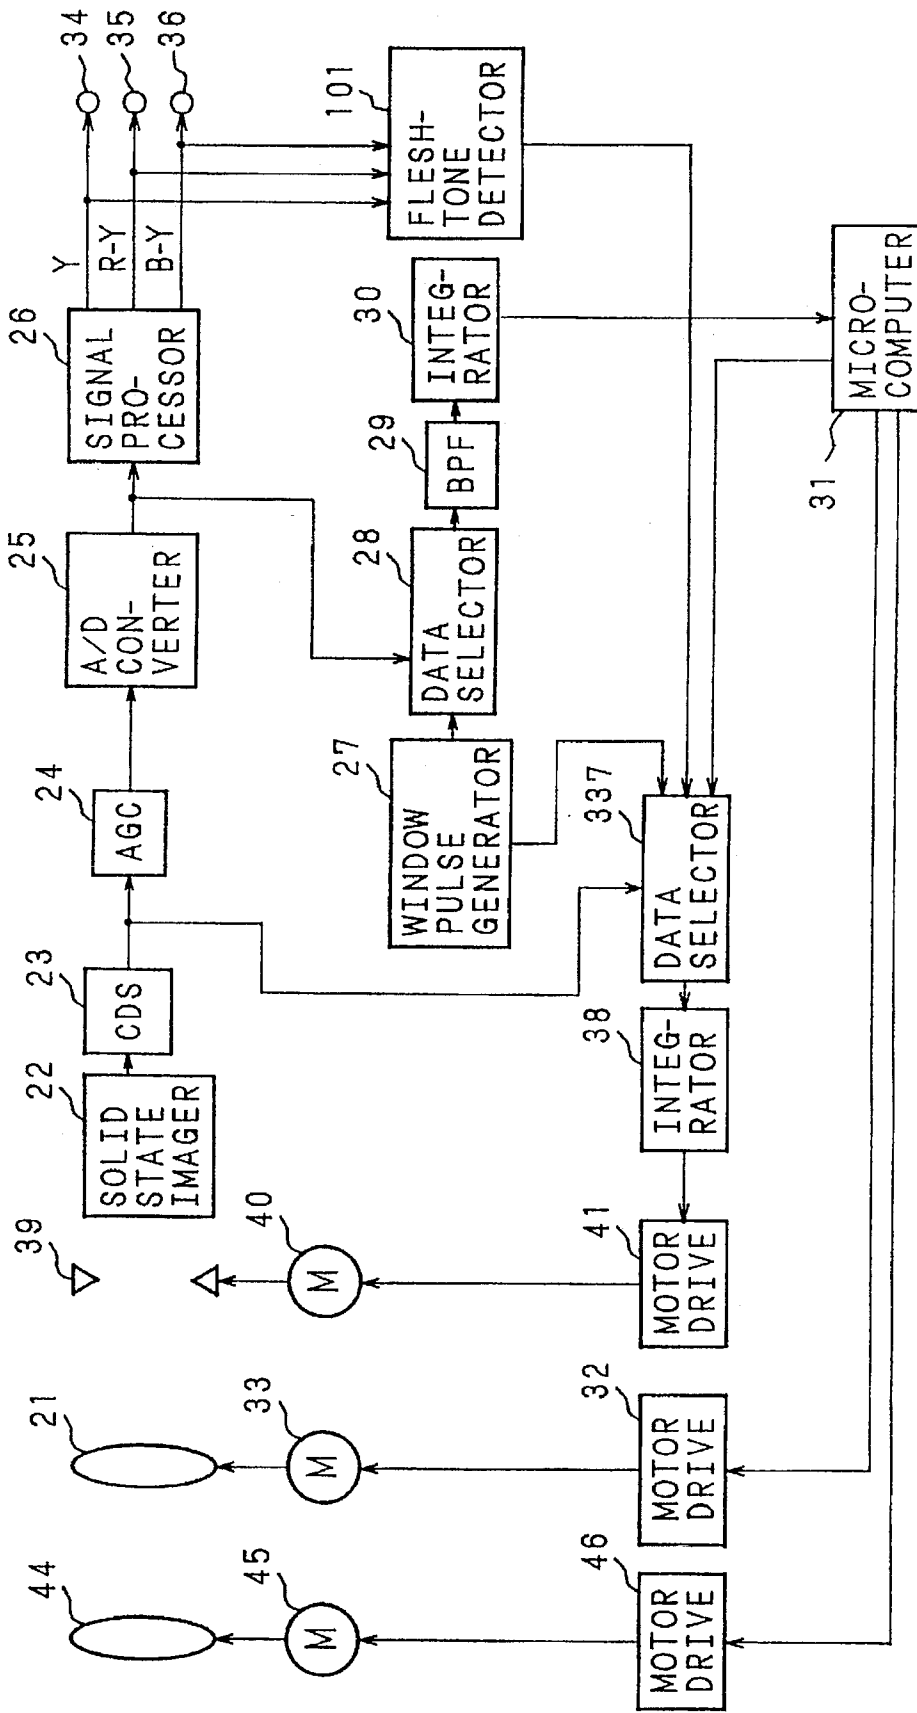 44
21
39
22
SOLID
STATE
IMAGER
23
CDS
24
AGC
25
A/D
CON-
VERTER
26
SIGNAL
PRO-
CESSOR
Y
R-Y
B-Y
34
35
36
45
M
33
M
40
M
27
WINDOW
PULSE
GENERATOR
28
DATA
SELECTOR
29
BPF
30
INTEG-
RATOR
101
FLESH-
TONE
DETECTOR
46
MOTOR
DRIVE
32
MOTOR
DRIVE
41
MOTOR
DRIVE
38
INTEG-
RATOR
337
DATA
SELECTOR
31
MICRO-
COMPUTER